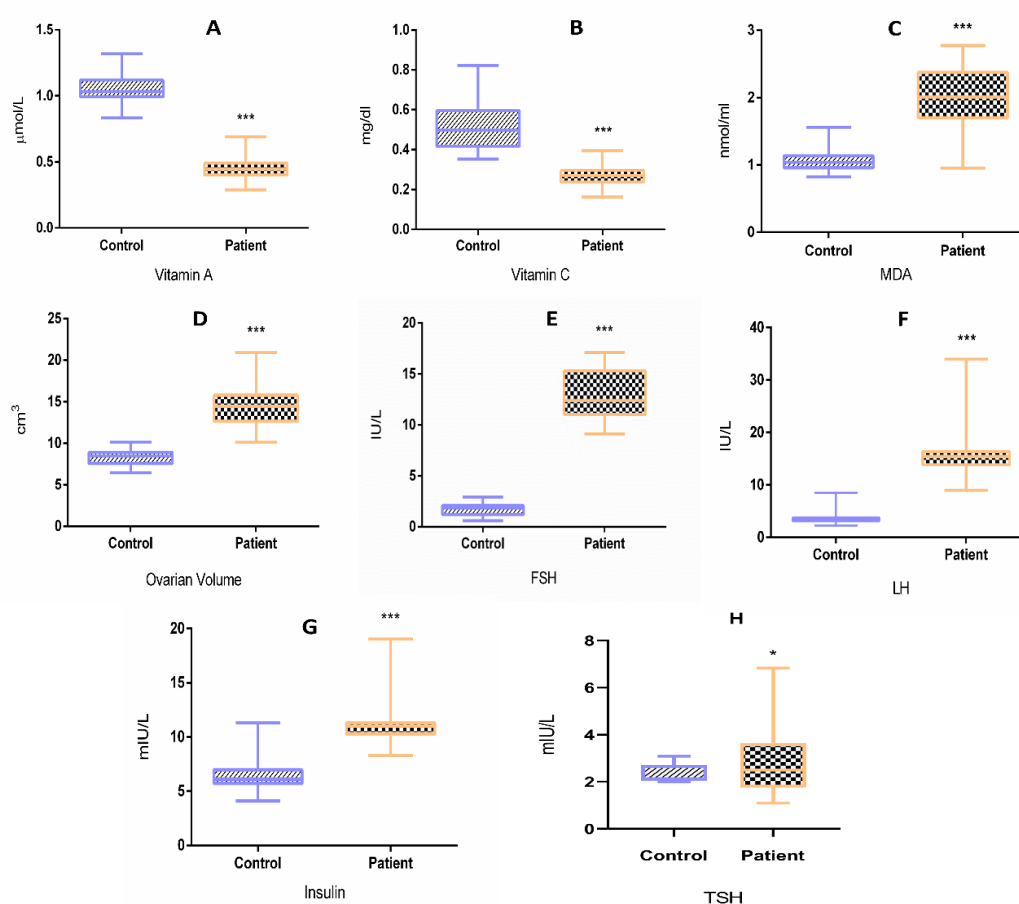 A
1.5
1.0
0.5
0.0
μmol/L
***
Control Patient
Vitamin A
B
1.0
0.8
0.6
0.4
0.2
0.0
mg/dl
***
Control Patient
Vitamin C
C
3
2
1
0
nmol/ml
***
Control Patient
MDA
D
25
20
15
10
5
0
cm³
***
Control Patient
Ovarian Volume
E
20
15
10
5
0
IU/L
***
Control Patient
FSH
F
40
30
20
10
0
IU/L
***
Control Patient
LH
G
20
15
10
5
0
mIU/L
***
Control Patient
Insulin
H
8
6
4
2
0
mIU/L
*
Control Patient
TSH